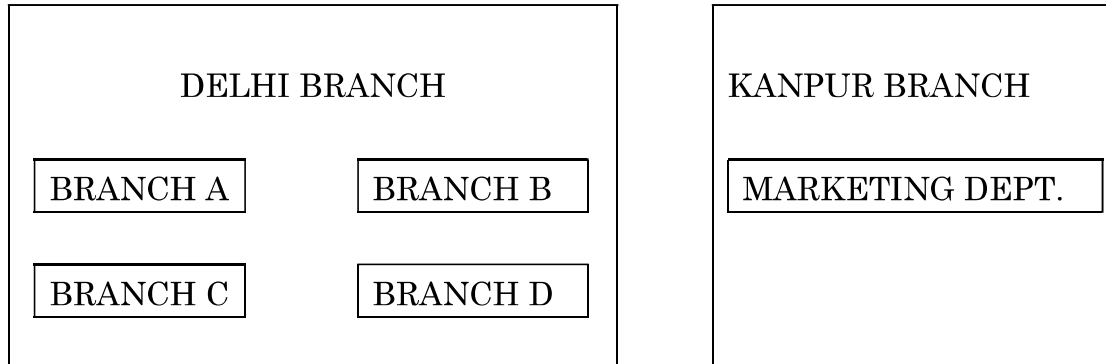 DELHI BRANCH
KANPUR BRANCH
BRANCH A
BRANCH B
MARKETING DEPT.
BRANCH C
BRANCH D